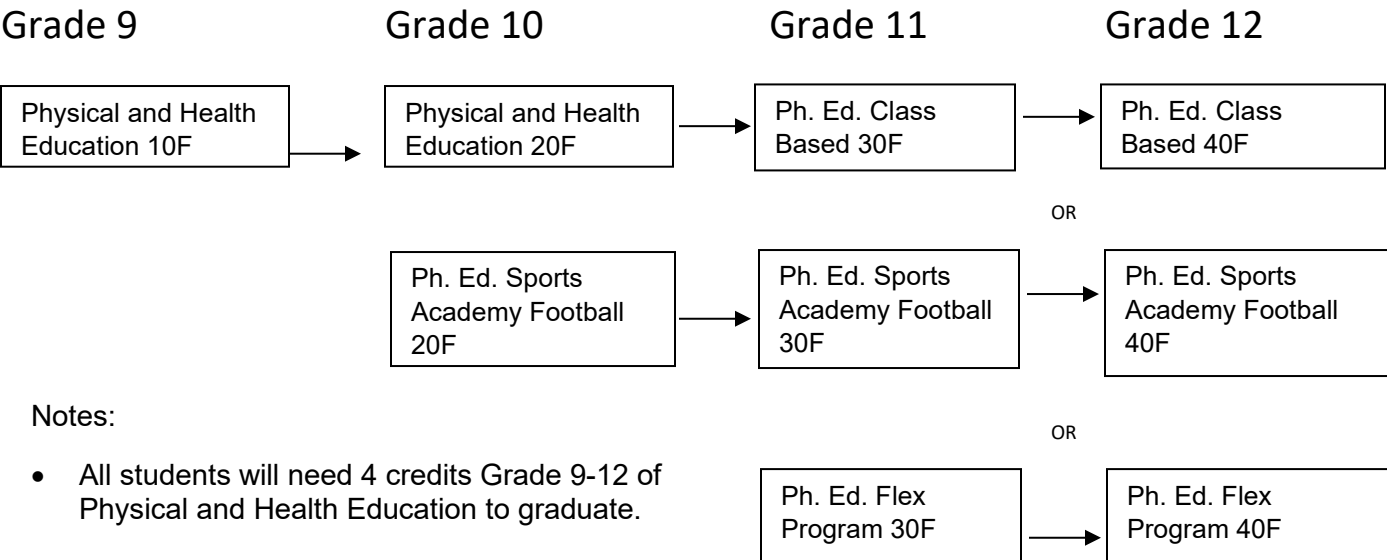 Grade 9 Grade 10 Grade 11 Grade 12
Physical and Health
Education 10F
Physical and Health
Education 20F
Ph. Ed. Class
Based 30F
Ph. Ed. Class
Based 40F
OR
Ph. Ed. Sports
Academy Football
20F
Ph. Ed. Sports
Academy Football
30F
Ph. Ed. Sports
Academy Football
40F
Notes:
OR
• All students will need 4 credits Grade 9-12 of
Physical and Health Education to graduate.
Ph. Ed. Flex
Program 30F
Ph. Ed. Flex
Program 40F